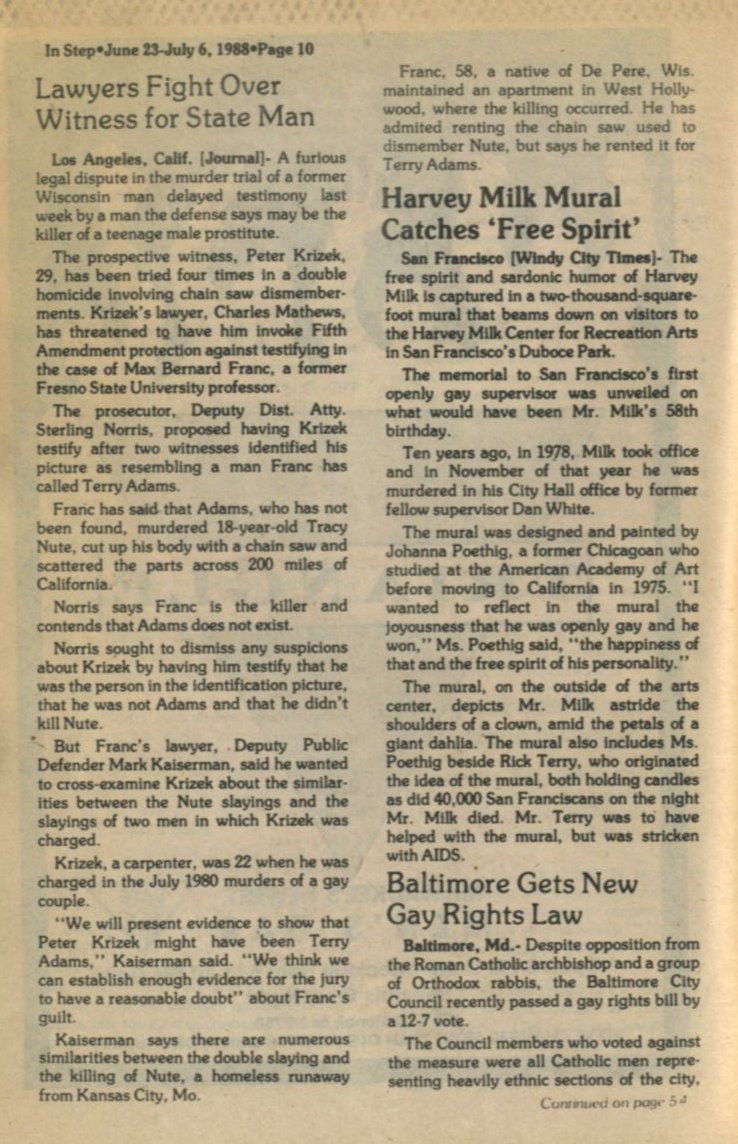 In Step•June 23-July 6, 1988•Page 10
Lawyers Fight Over
Witness for State Man
Los Angeles, Calif. [Journal]- A furious
legal dispute in the murder trial of a former
Wisconsin man delayed testimony last
week by a man the defense says may be the
killer of a teenage male prostitute.
The prospective witness, Peter Krizek,
29, has been tried four times in a double
homicide involving chain saw dismember-
ments. Krizek's lawyer, Charles Mathews,
has threatened to have him invoke Fifth
Amendment protection against testifying in
the case of Max Bernard Franc, a former
Fresno State University professor.
The prosecutor, Deputy Dist. Atty.
Sterling Norris, proposed having Krizek
testify after two witnesses identified his
picture as resembling a man Franc has
called Terry Adams.
Franc has said that Adams, who has not
been found, murdered 18-year-old Tracy
Nute, cut up his body with a chain saw and
scattered the parts across 200 miles of
California.
Norris says Franc is the killer and
contends that Adams does not exist.
Norris sought to dismiss any suspicions
about Krizek by having him testify that he
was the person in the identification picture,
that he was not Adams and that he didn't
kill Nute.
But Franc's lawyer, Deputy Public
Defender Mark Kaiserman, said he wanted
to cross-examine Krizek about the similar-
ities between the Nute slayings and the
slayings of two men in which Krizek was
charged.
Krizek, a carpenter, was 22 when he was
charged in the July 1980 murders of a gay
couple.
"We will present evidence to show that
Peter Krizek might have been Terry
Adams," Kaiserman said. "We think we
can establish enough evidence for the jury
to have a reasonable doubt" about Franc's
guilt.
Kaiserman says there are numerous
similarities between the double slaying and
the killing of Nute, a homeless runaway
from Kansas City, Mo.
Franc, 58, a native of De Pere, Wis.
maintained an apartment in West Holly-
wood, where the killing occurred. He has
admited renting the chain saw used to
dismember Nute, but says he rented it for
Terry Adams.
Harvey Milk Mural
Catches 'Free Spirit'
San Francisco [Windy City Times]- The
free spirit and sardonic humor of Harvey
Milk is captured in a two-thousand-square-
foot mural that beams down on visitors to
the Harvey Milk Center for Recreation Arts
in San Francisco's Duboce Park.
The memorial to San Francisco's first
openly gay supervisor was unveiled on
what would have been Mr. Milk's 58th
birthday.
Ten years ago, in 1978, Milk took office
and in November of that year he was
murdered in his City Hall office by former
fellow supervisor Dan White.
The mural was designed and painted by
Johanna Poethig, a former Chicagoan who
studied at the American Academy of Art
before moving to California in 1975. "I
wanted to reflect in the mural the
joyousness that he was openly gay and he
won," Ms. Poethig said, "the happiness of
that and the free spirit of his personality."
The mural, on the outside of the arts
center, depicts Mr. Milk astride the
shoulders of a clown, amid the petals of a
giant dahlia. The mural also includes Ms.
Poethig beside Rick Terry, who originated
the idea of the mural, both holding candles
as did 40,000 San Franciscans on the night
Mr. Milk died. Mr. Terry was to have
helped with the mural, but was stricken
with AIDS.
Baltimore Gets New
Gay Rights Law
Baltimore, Md.- Despite opposition from
the Roman Catholic archbishop and a group
of Orthodox rabbis, the Baltimore City
Council recently passed a gay rights bill by
a 12-7 vote.
The Council members who voted against
the measure were all Catholic men repre-
senting heavily ethnic sections of the city,
Continued on page 54